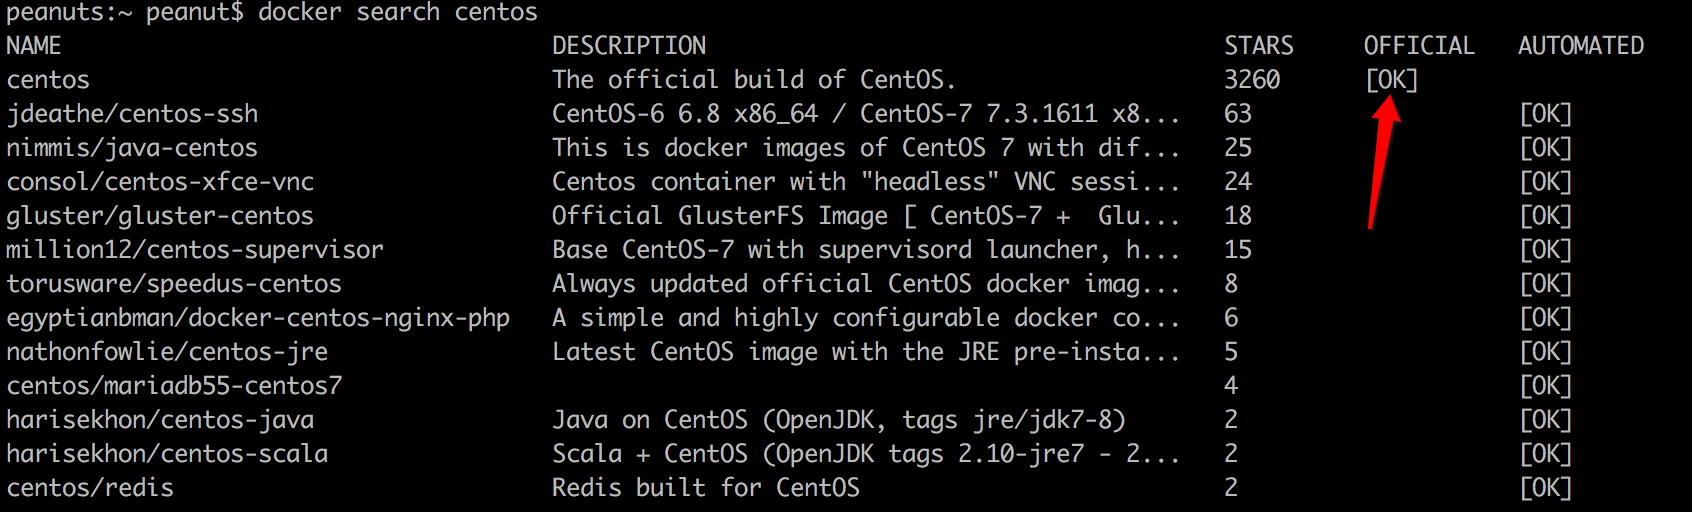 peanuts:~ peanut$ docker search centos
NAME DESCRIPTION STARS OFFICIAL AUTOMATED
centos The official build of CentOS. 3260 [OK]
jdeathe/centos-ssh CentOS-6 6.8 x86_64 / CentOS-7 7.3.1611 x8... 63 [OK]
nimmis/java-centos This is docker images of CentOS 7 with dif... 25 [OK]
consol/centos-xfce-vnc Centos container with "headless" VNC sessi... 24 [OK]
gluster/gluster-centos Official GlusterFS Image [ CentOS-7 +  Glu... 18 [OK]
million12/centos-supervisor Base CentOS-7 with supervisord launcher, h... 15 [OK]
torusware/speedus-centos Always updated official CentOS docker imag... 8 [OK]
egyptianbman/docker-centos-nginx-php A simple and highly configurable docker co... 6 [OK]
nathonfowlie/centos-jre Latest CentOS image with the JRE pre-insta... 5 [OK]
centos/mariadb55-centos7 4 [OK]
harisekhon/centos-java Java on CentOS (OpenJDK, tags jre/jdk7-8) 2 [OK]
harisekhon/centos-scala Scala + CentOS (OpenJDK tags 2.10-jre7 - 2... 2 [OK]
centos/redis Redis built for CentOS 2 [OK]